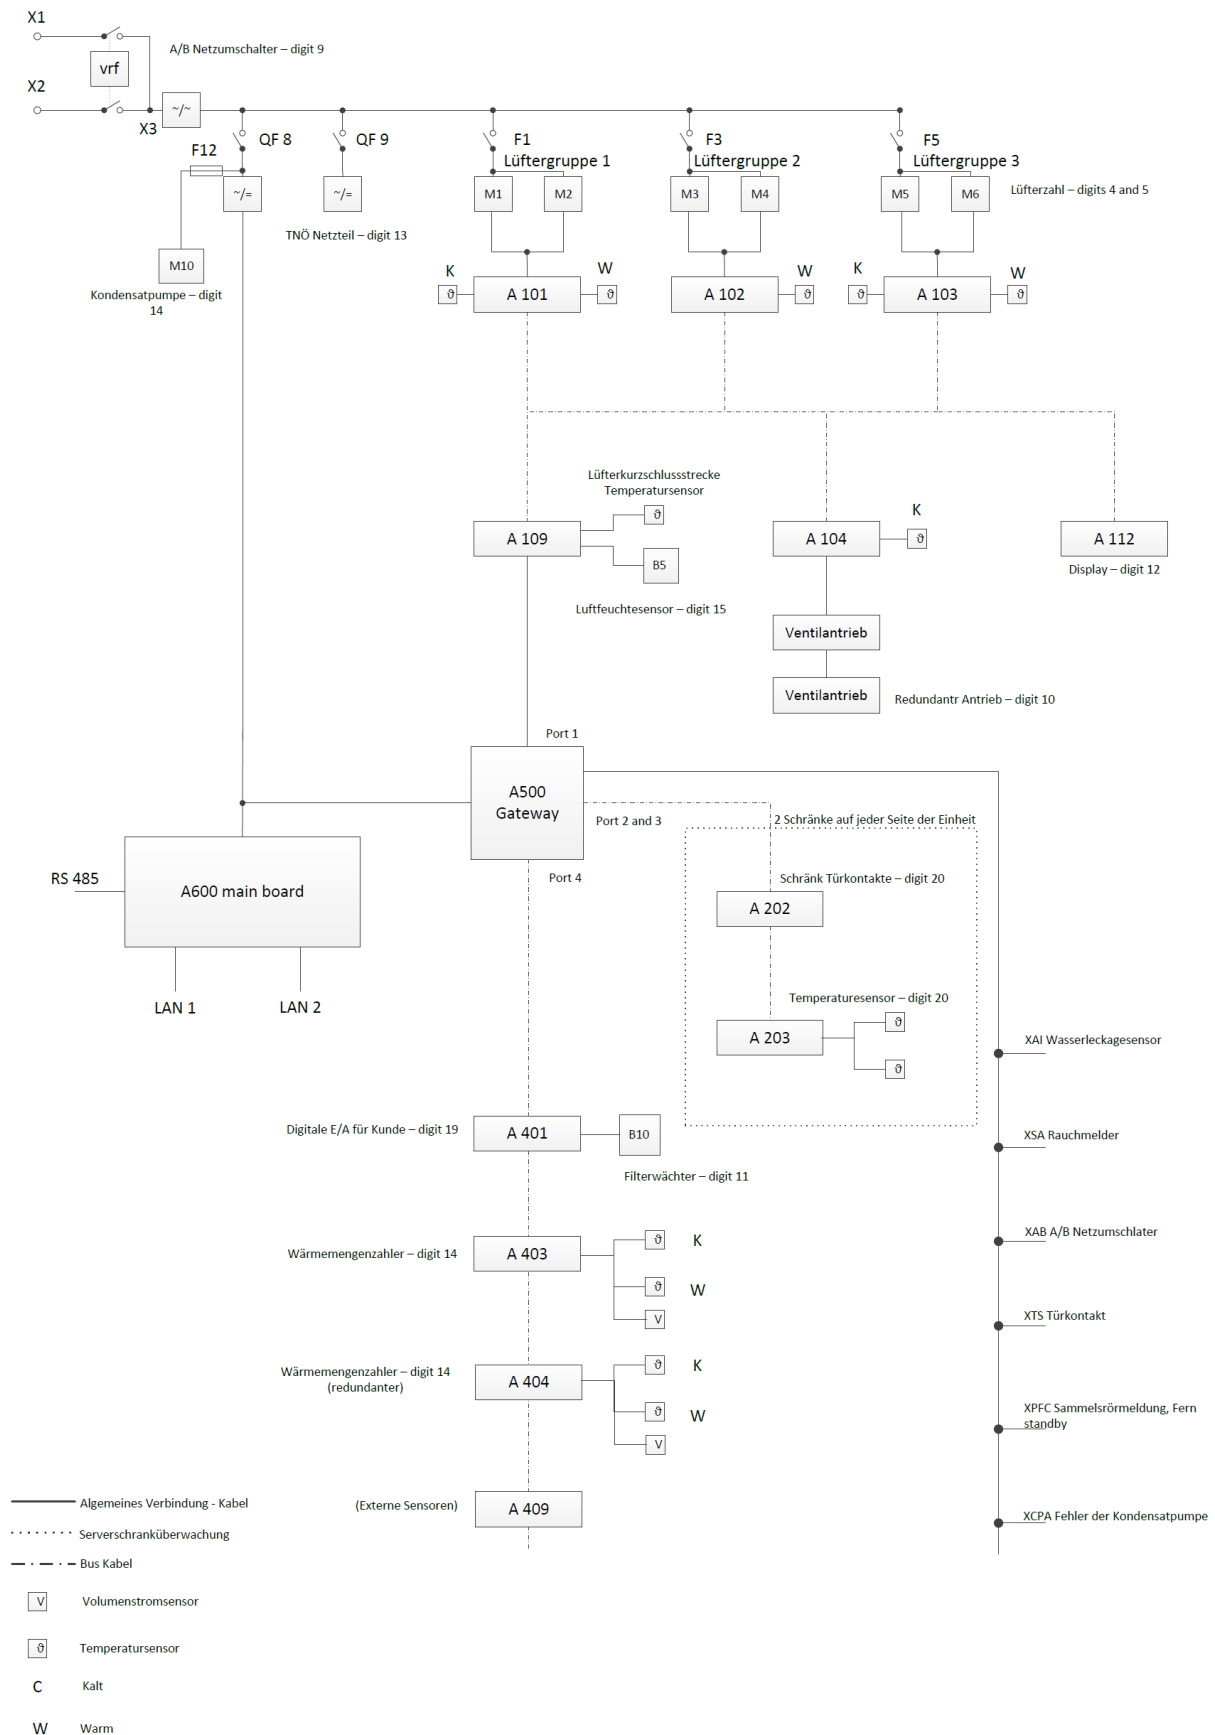 X1
A/B Netzumschalter – digit 9
vrf
X2
X3
~/~
F12
QF 8
QF 9
F1
Lüftergruppe 1
F3
Lüftergruppe 2
F5
Lüftergruppe 3
~/=
~/=
M1
M2
M3
M4
M5
M6
Lüfterzahl – digits 4 and 5
TNÖ Netzteil – digit 13
M10
Kondensatpumpe – digit
14
K
ϑ
A 101
W
ϑ
A 102
W
ϑ
K
ϑ
A 103
W
ϑ
Lüfterkurzschlussstrecke
Temperatursensor
ϑ
A 109
B5
Luftfeuchtesensor – digit 15
A 104
K
ϑ
A 112
Display – digit 12
Ventilantrieb
Ventilantrieb
Redundantr Antrieb – digit 10
Port 1
A500
Gateway
Port 2 and 3
Port 4
2 Schränke auf jeder Seite der Einheit
Schränk Türkontakte – digit 20
A 202
Temperaturesensor – digit 20
A 203
ϑ
ϑ
RS 485
A600 main board
LAN 1
LAN 2
XAI Wasserleckagesensor
XSA Rauchmelder
XAB A/B Netzumschlater
XTS Türkontakt
XPFC Sammelsrörmeldung, Fern
standby
XCPA Fehler der Kondensatpumpe
Digitale E/A für Kunde – digit 19
A 401
B10
Filterwächter – digit 11
Wärmemengenzahler – digit 14
A 403
ϑ
K
ϑ
W
V
Wärmemengenzahler – digit 14
(redundanter)
A 404
ϑ
K
ϑ
W
V
(Externe Sensoren)
A 409
Algemeines Verbindung - Kabel
Serverschranküberwachung
Bus Kabel
V
Volumenstromsensor
ϑ
Temperatursensor
C
Kalt
W
Warm